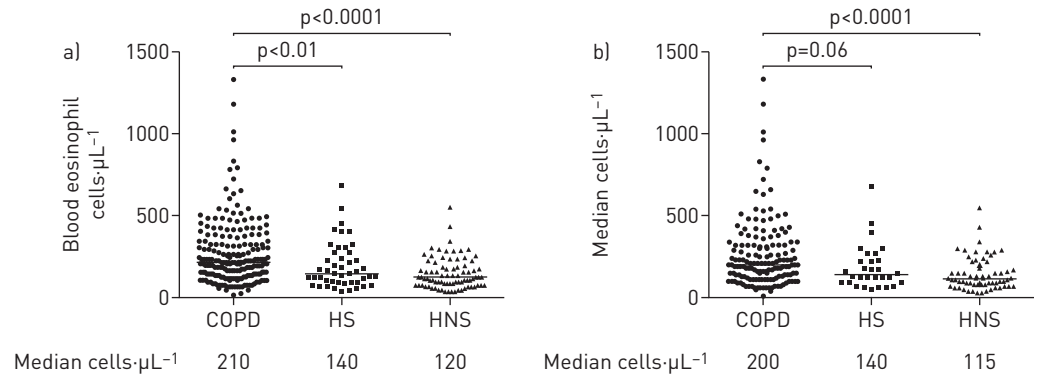 a)
p<0.0001
p<0.01
Blood eosinophil
cells·µL⁻¹
1500
1000
500
0
COPD HS HNS
Median cells·µL⁻¹ 210 140 120
b)
p<0.0001
p=0.06
Median cells·µL⁻¹
1500
1000
500
0
COPD HS HNS
Median cells·µL⁻¹ 200 140 115